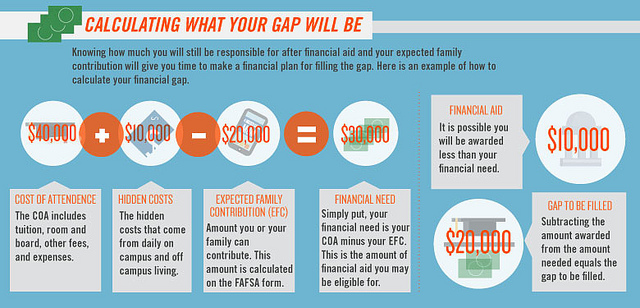 CALCULATING WHAT YOUR GAP WILL BE
Knowing how much you will still be responsible for after financial aid and your expected family
contribution will give you time to make a financial plan for filling the gap. Here is an example of how to
calculate your financial gap.
$40,000 + $10,000 - $20,000 = $30,000
COST OF ATTENDENCE
The COA includes
tuition, room and
board, other fees,
and expenses.
HIDDEN COSTS
The hidden
costs that come
from daily on
campus and off
campus living.
EXPECTED FAMILY
CONTRIBUTION (EFC)
Amount you or your
family can
contribute. This
amount is calculated
on the FAFSA form.
FINANCIAL NEED
Simply put, your
financial need is your
COA minus your EFC.
This is the amount of
financial aid you may
be eligible for.
FINANCIAL AID
It is possible you
will be awarded
less than your
financial need.
$10,000
$20,000
GAP TO BE FILLED
Subtracting the
amount awarded
from the amount
needed equals the
gap to be filled.